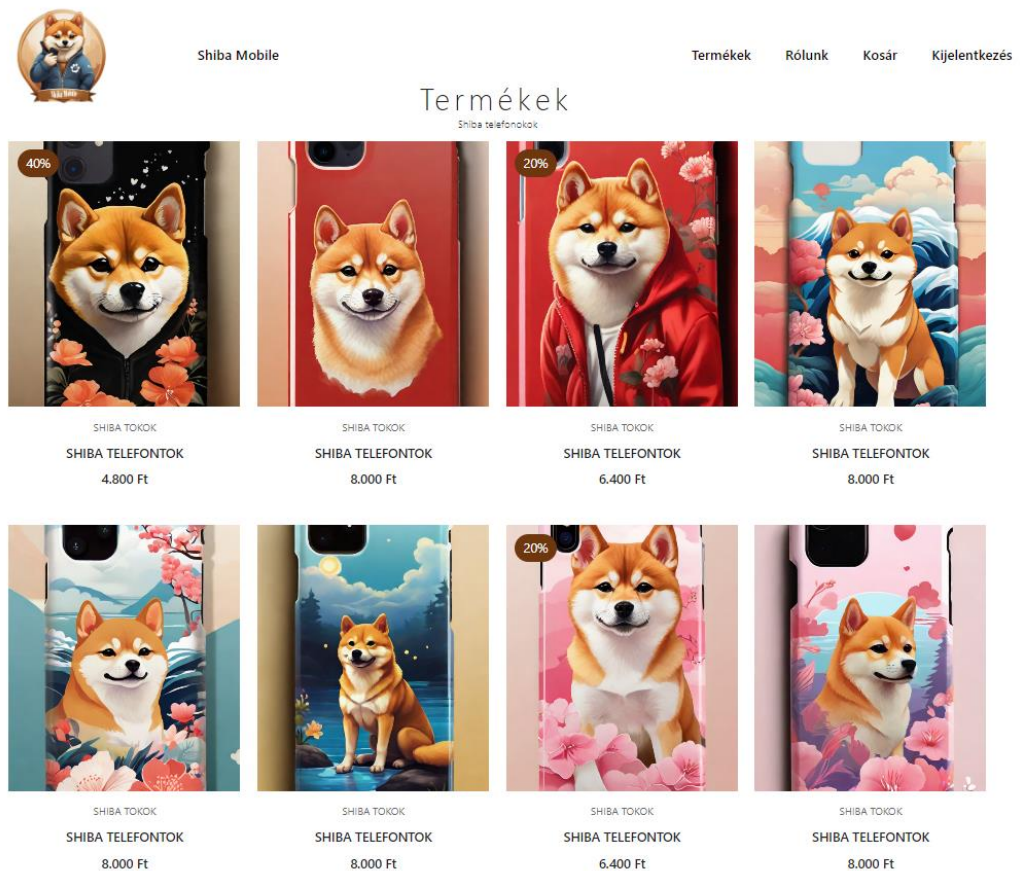 Shiba Mobile
Termékek Rólunk Kosár Kijelentkezés
Shiba Mobile
Termékek
Shiba telefonokok
40%
20%
SHIBA TOKOK SHIBA TOKOK SHIBA TOKOK SHIBA TOKOK
SHIBA TELEFONTOK SHIBA TELEFONTOK SHIBA TELEFONTOK SHIBA TELEFONTOK
4.800 Ft 8.000 Ft 6.400 Ft 8.000 Ft
20%
SHIBA TOKOK SHIBA TOKOK SHIBA TOKOK SHIBA TOKOK
SHIBA TELEFONTOK SHIBA TELEFONTOK SHIBA TELEFONTOK SHIBA TELEFONTOK
8.000 Ft 8.000 Ft 6.400 Ft 8.000 Ft